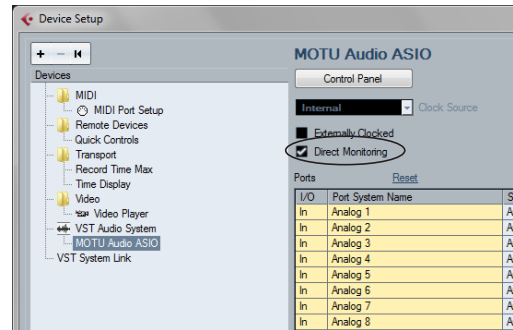 Device Setup
+ – 
Devices
MIDI
MIDI Port Setup
Remote Devices
Quick Controls
Transport
Record Time Max
Time Display
Video
Video Player
VST Audio System
MOTU Audio ASIO
VST System Link
MOTU Audio ASIO
Control Panel
Internal Clock Source
Externally Clocked
Direct Monitoring
Ports Reset
I/O Port System Name S
In Analog 1 A
In Analog 2 A
In Analog 3 A
In Analog 4 A
In Analog 5 A
In Analog 6 A
In Analog 7 A
In Analog 8 A